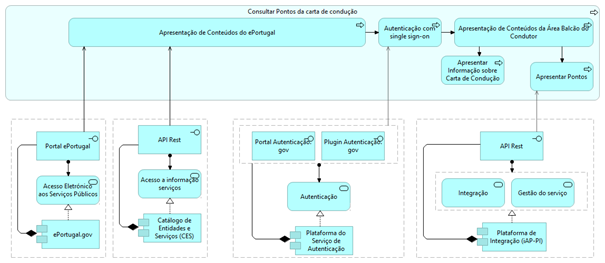 Consultar Pontos da carta de condução
Apresentação de Conteúdos do ePortugal
Autenticação com
single sign-on
Apresentação de Conteúdos da Área Balcão do
Condutor
Apresentar
Informação sobre
Carta de Condução
Apresentar Pontos
Portal ePortugal
Acesso Eletrónico
aos Serviços Públicos
ePortugal.gov
API Rest
Acesso a informação
serviços
Catálogo de
Entidades e
Serviços (CES)
Portal Autenticação.
gov
Plugin Autenticação.
gov
Autenticação
Plataforma do
Serviço de
Autenticação
API Rest
Integração
Gestão do serviço
Plataforma de
Integração (iAP-PI)